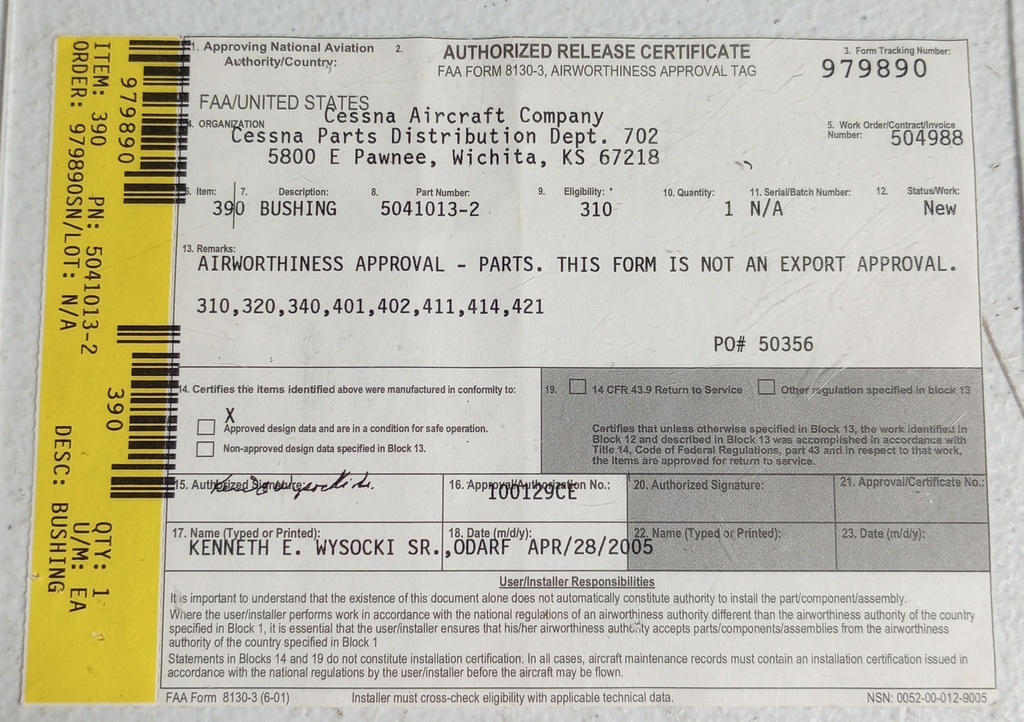 ITEM: 390 PN: 5041013-2 QTY: 1
ORDER: 979890SN/LOT: N/A U/M: EA
DESC: BUSHING
979890
390
1. Approving National Aviation Authority/Country:
2.
AUTHORIZED RELEASE CERTIFICATE
FAA FORM 8130-3, AIRWORTHINESS APPROVAL TAG
3. Form Tracking Number:
979890
FAA/UNITED STATES
4. ORGANIZATION
Cessna Aircraft Company
Cessna Parts Distribution Dept. 702
5800 E Pawnee, Wichita, KS 67218
5. Work Order/Contract/Invoice Number:
504988
6. Item: 7. Description: 8. Part Number: 9. Eligibility: * 10. Quantity: 11. Serial/Batch Number: 12. Status/Work:
390 BUSHING 5041013-2 310 1 N/A New
13. Remarks:
AIRWORTHINESS APPROVAL - PARTS. THIS FORM IS NOT AN EXPORT APPROVAL.
310,320,340,401,402,411,414,421
PO# 50356
14. Certifies the items identified above were manufactured in conformity to:
X
Approved design data and are in a condition for safe operation.
Non-approved design data specified in Block 13.
19. 14 CFR 43.9 Return to Service Other regulation specified in block 13
Certifies that unless otherwise specified in Block 13, the work identified in
Block 12 and described in Block 13 was accomplished in accordance with
Title 14, Code of Federal Regulations, part 43 and in respect to that work,
the items are approved for return to service.
15. Authorized Signature:
16. Approval/Authorization No.:
100129CE
20. Authorized Signature:
21. Approval/Certificate No.:
17. Name (Typed or Printed):
KENNETH E. WYSOCKI SR.,ODARF
18. Date (m/d/y):
APR/28/2005
22. Name (Typed or Printed):
23. Date (m/d/y):
User/Installer Responsibilities
It is important to understand that the existence of this document alone does not automatically constitute authority to install the part/component/assembly.
Where the user/installer performs work in accordance with the national regulations of an airworthiness authority different than the airworthiness authority of the country
specified in Block 1, it is essential that the user/installer ensures that his/her airworthiness authority accepts parts/components/assemblies from the airworthiness
authority of the country specified in Block 1
Statements in Blocks 14 and 19 do not constitute installation certification. In all cases, aircraft maintenance records must contain an installation certification issued in
accordance with the national regulations by the user/installer before the aircraft may be flown.
FAA Form 8130-3 (6-01) Installer must cross-check eligibility with applicable technical data. NSN: 0052-00-012-9005